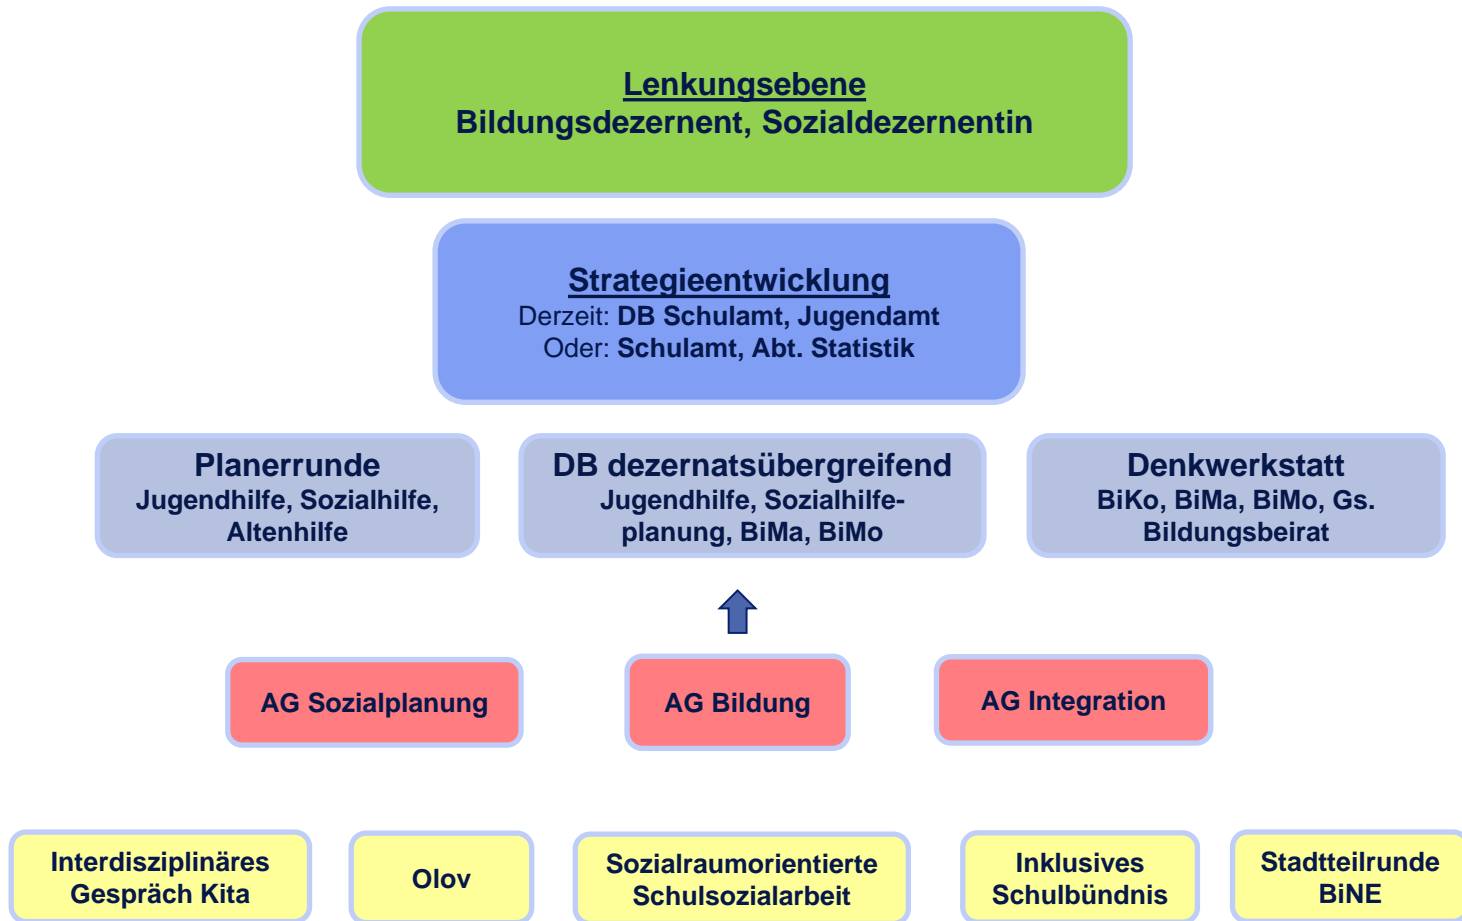 Lenkungsebene
Bildungsdezernent, Sozialdezernentin
Strategieentwicklung
Derzeit: DB Schulamt, Jugendamt
Oder: Schulamt, Abt. Statistik
Planerrunde
Jugendhilfe, Sozialhilfe,
Altenhilfe
DB dezernatsübergreifend
Jugendhilfe, Sozialhilfe-
planung, BiMa, BiMo
Denkwerkstatt
BiKo, BiMa, BiMo, Gs.
Bildungsbeirat
AG Sozialplanung
AG Bildung
AG Integration
Interdisziplinäres
Gespräch Kita
Olov
Sozialraumorientierte
Schulsozialarbeit
Inklusives
Schulbündnis
Stadtteilrunde
BiNE